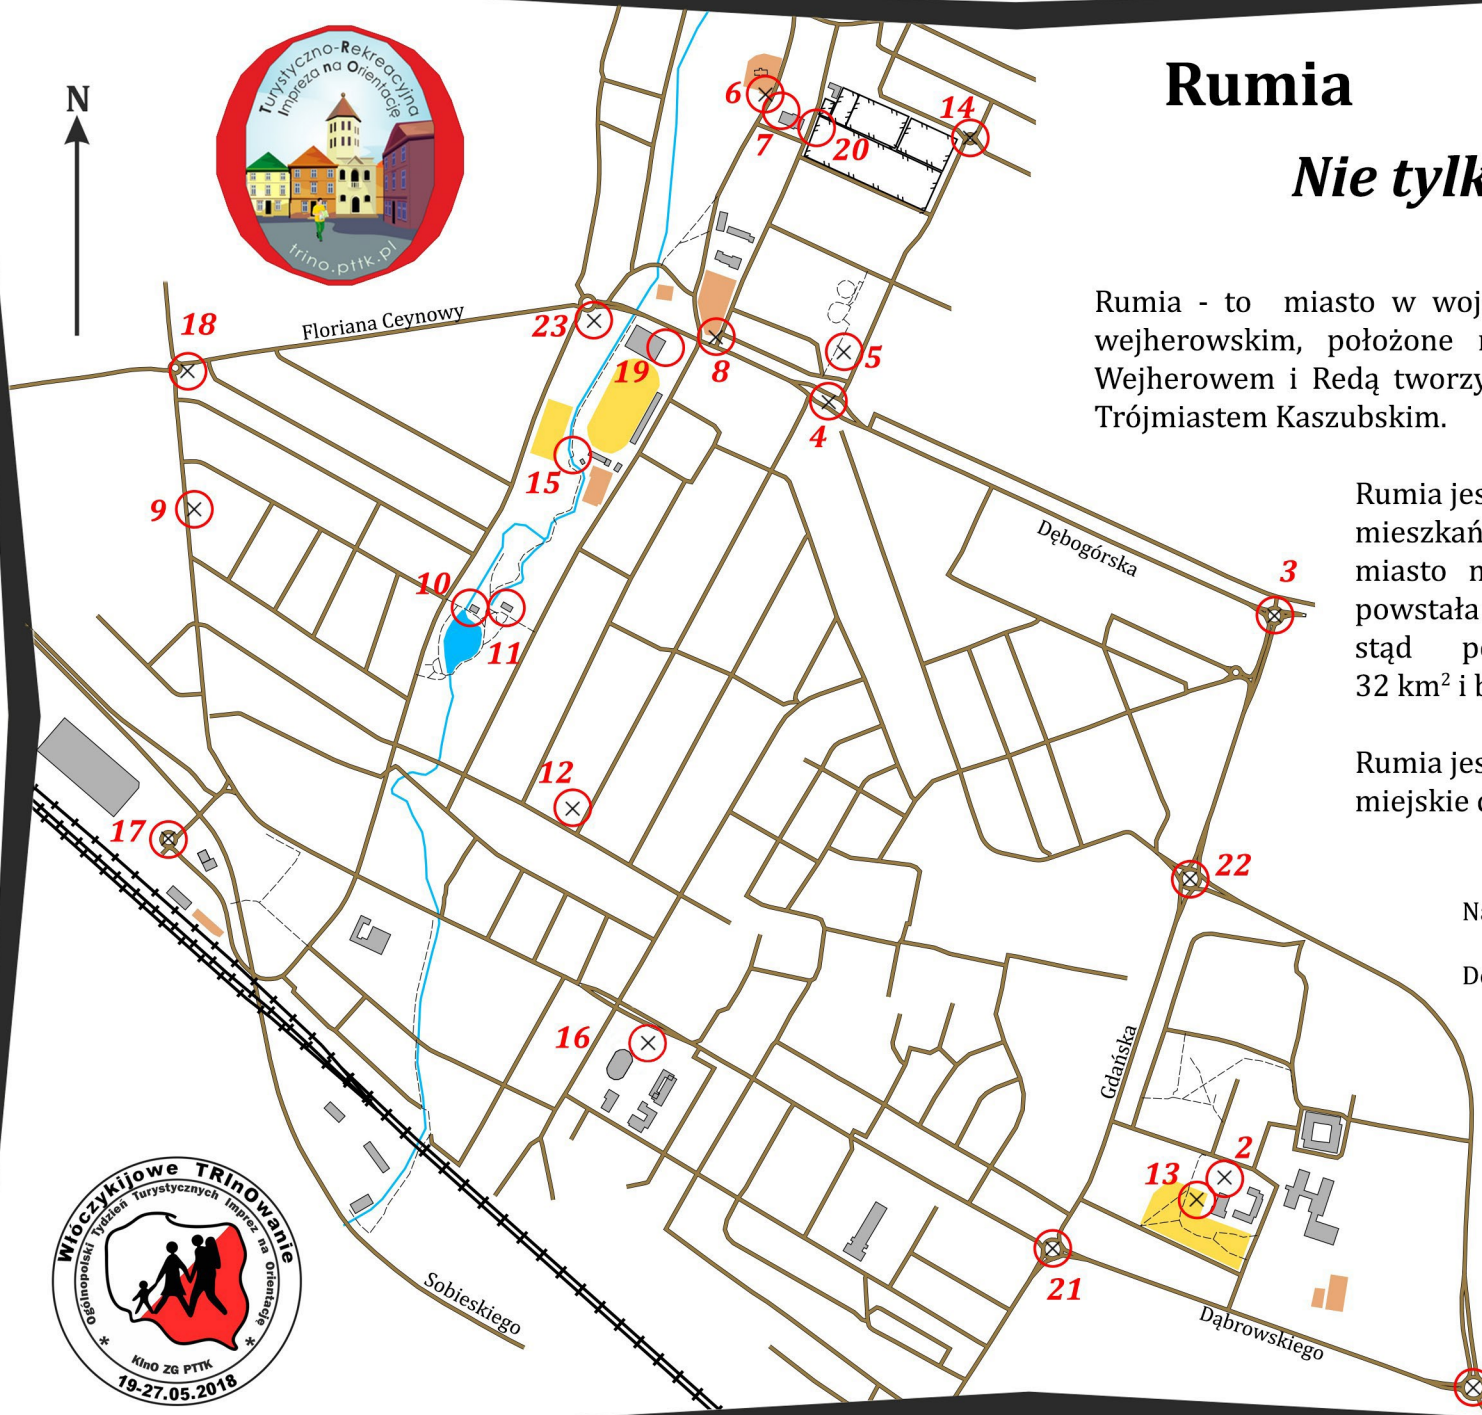 Turystyczno-Rekreacyjna
Impreza na Orientację
trino.pttk.pl
N
Rumia
Nie tylk
Rumia - to miasto w woj
wejherowskim, położone
Wejherowem i Redą tworzy
Trójmiastem Kaszubskim.
Rumia jes
mieszkań
miasto
powstała
stąd
32 km² i
Rumia jes
miejskie
6
7
20
14
18
Floriana Ceynowy
23
19
8
5
4
15
9
10
11
Dębogórska
3
12
17
22
16
Gdańska
2
13
21
Dąbrowskiego
Sobieskiego
Włóczykijowe TRInOwanie
Ogólnopolski Tydzień Turystycznych Imprez na Orientację
KInO ZG PTTK
19-27.05.2018